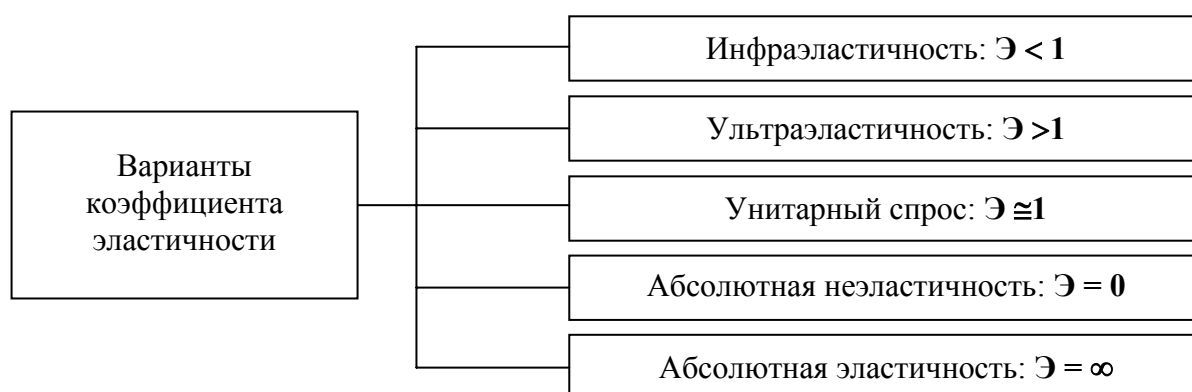 Варианты
коэффициента
эластичности
Инфраэластичность: Э < 1
Ультраэластичность: Э >1
Унитарный спрос: Э ≅1
Абсолютная неэластичность: Э = 0
Абсолютная эластичность: Э = ∞